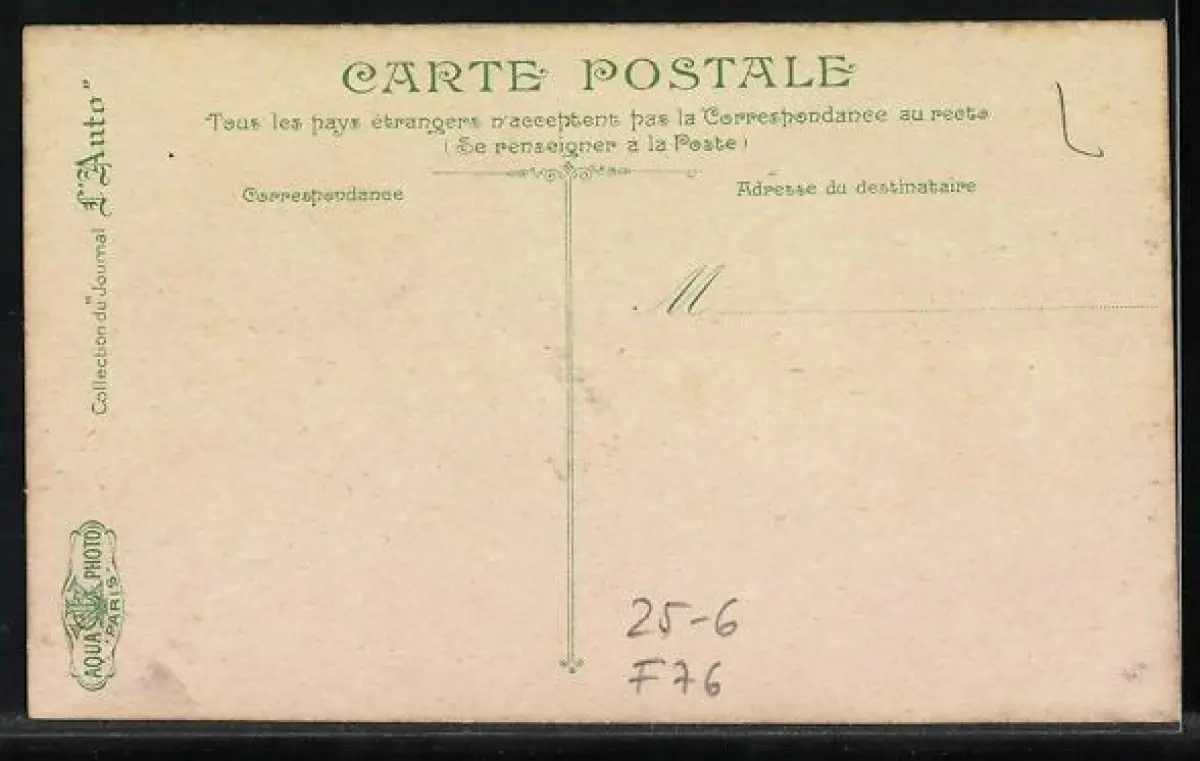 CARTE POSTALE
Tous les pays étrangers n'acceptent pas la Correspondance au recto
(Se renseigner à la Poste)
Correspondance
Adresse du destinataire
M
Collection du Journal "L'Auto"
AQUA PHOTO
PARIS
25-6
F76